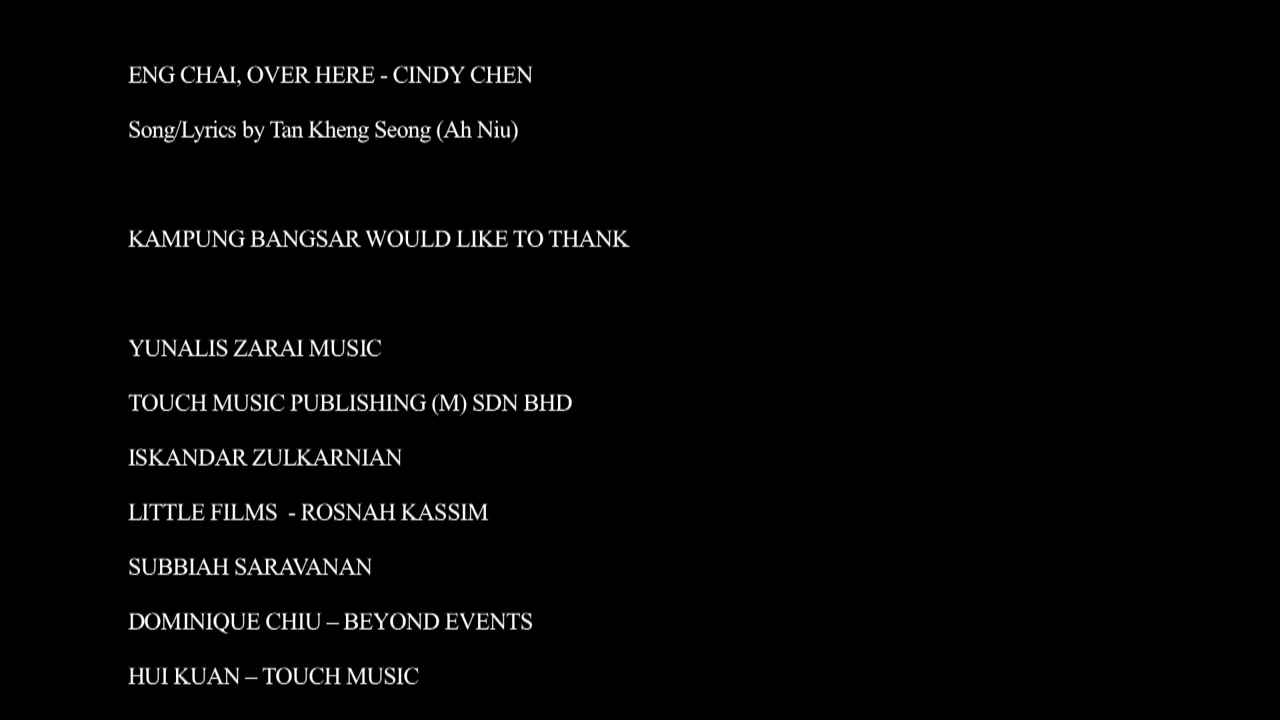 ENG CHAI, OVER HERE - CINDY CHEN
Song/Lyrics by Tan Kheng Seong (Ah Niu)
KAMPUNG BANGSAR WOULD LIKE TO THANK
YUNALIS ZARAI MUSIC
TOUCH MUSIC PUBLISHING (M) SDN BHD
ISKANDAR ZULKARNIAN
LITTLE FILMS  - ROSNAH KASSIM
SUBBIAH SARAVANAN
DOMINIQUE CHIU – BEYOND EVENTS
HUI KUAN – TOUCH MUSIC